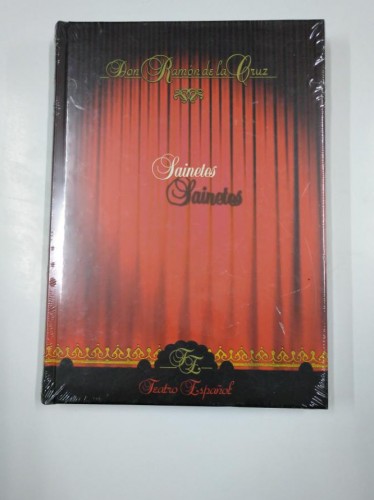 Don Ramón de la Cruz
Sainetes
Sainetes
TE
Teatro Español